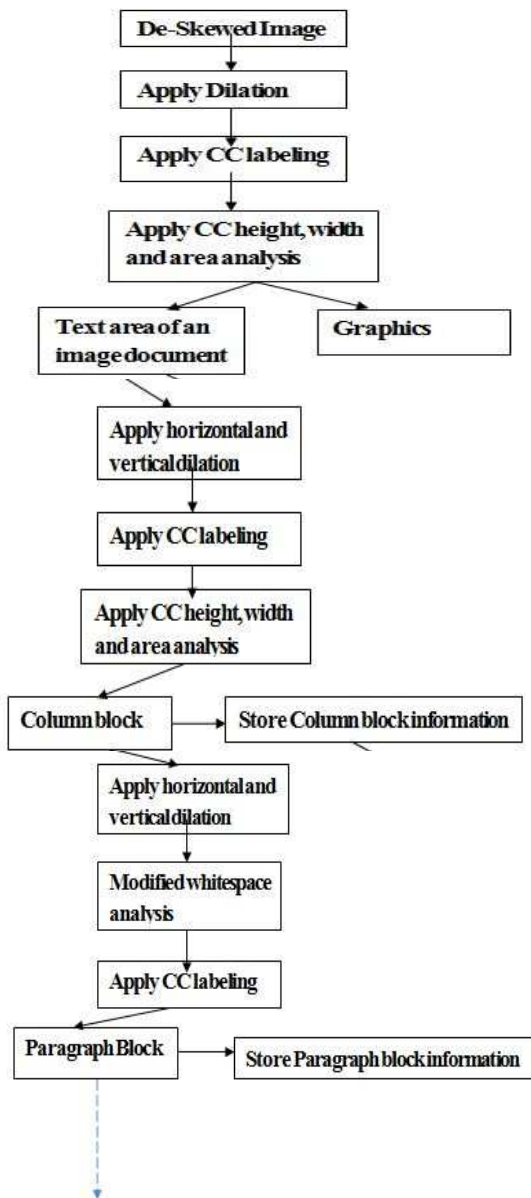 De-Skewed Image
Apply Dilation
Apply CC labeling
Apply CC height, width
and area analysis
Text area of an
image document
Graphics
Apply horizontal and
vertical dilation
Apply CC labeling
Apply CC height, width
and area analysis
Column block
Store Column block information
Apply horizontal and
vertical dilation
Modified whitespace
analysis
Apply CC labeling
Paragraph Block
Store Paragraph block information